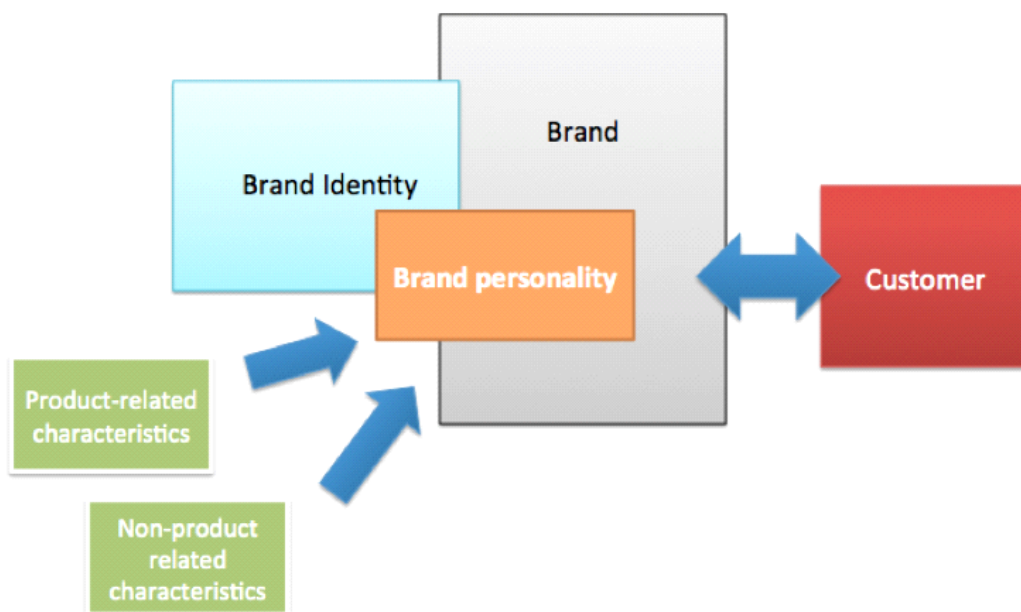 Brand
Brand Identity
Brand personality
Customer
Product-related
characteristics
Non-product
related
characteristics